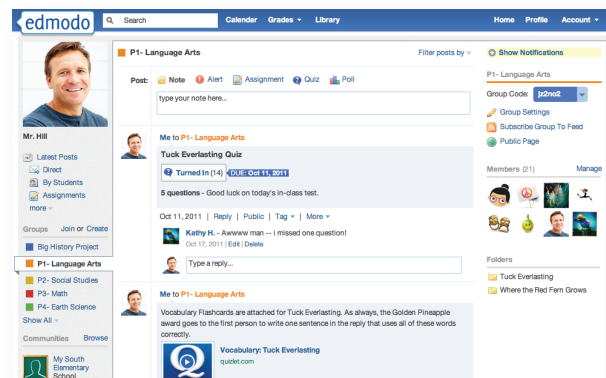 edmodo
Search
Calendar Grades Library
Home Profile Account
Mr. Hill
Latest Posts
Direct
By Students
Assignments
more
Groups Join or Create
Big History Project
P1- Language Arts
P2- Social Studies
P3- Math
P4- Earth Science
Show All
Communities Browse
My South
Elementary
School
P1- Language Arts
Filter posts by
Post: Note Alert Assignment Quiz Poll
type your note here...
Me to P1- Language Arts
Tuck Everlasting Quiz
Turned In (14) DUE: Oct 11, 2011
5 questions - Good luck on today's in-class test.
Oct 11, 2011 | Reply | Public | Tag | More
Kathy H. - Awwww man -- i missed one question!
Oct 17, 2011 | Edit | Delete
Type a reply...
Me to P1- Language Arts
Vocabulary Flashcards are attached for Tuck Everlasting. As always, the Golden Pineapple
award goes to the first person to write one sentence in the reply that uses all of these words
correctly.
Vocabulary: Tuck Everlasting
quizlet.com
Show Notifications
P1- Language Arts
Group Code: jz2no2
Group Settings
Subscribe Group To Feed
Public Page
Members (21) Manage
Folders
Tuck Everlasting
Where the Red Fern Grows